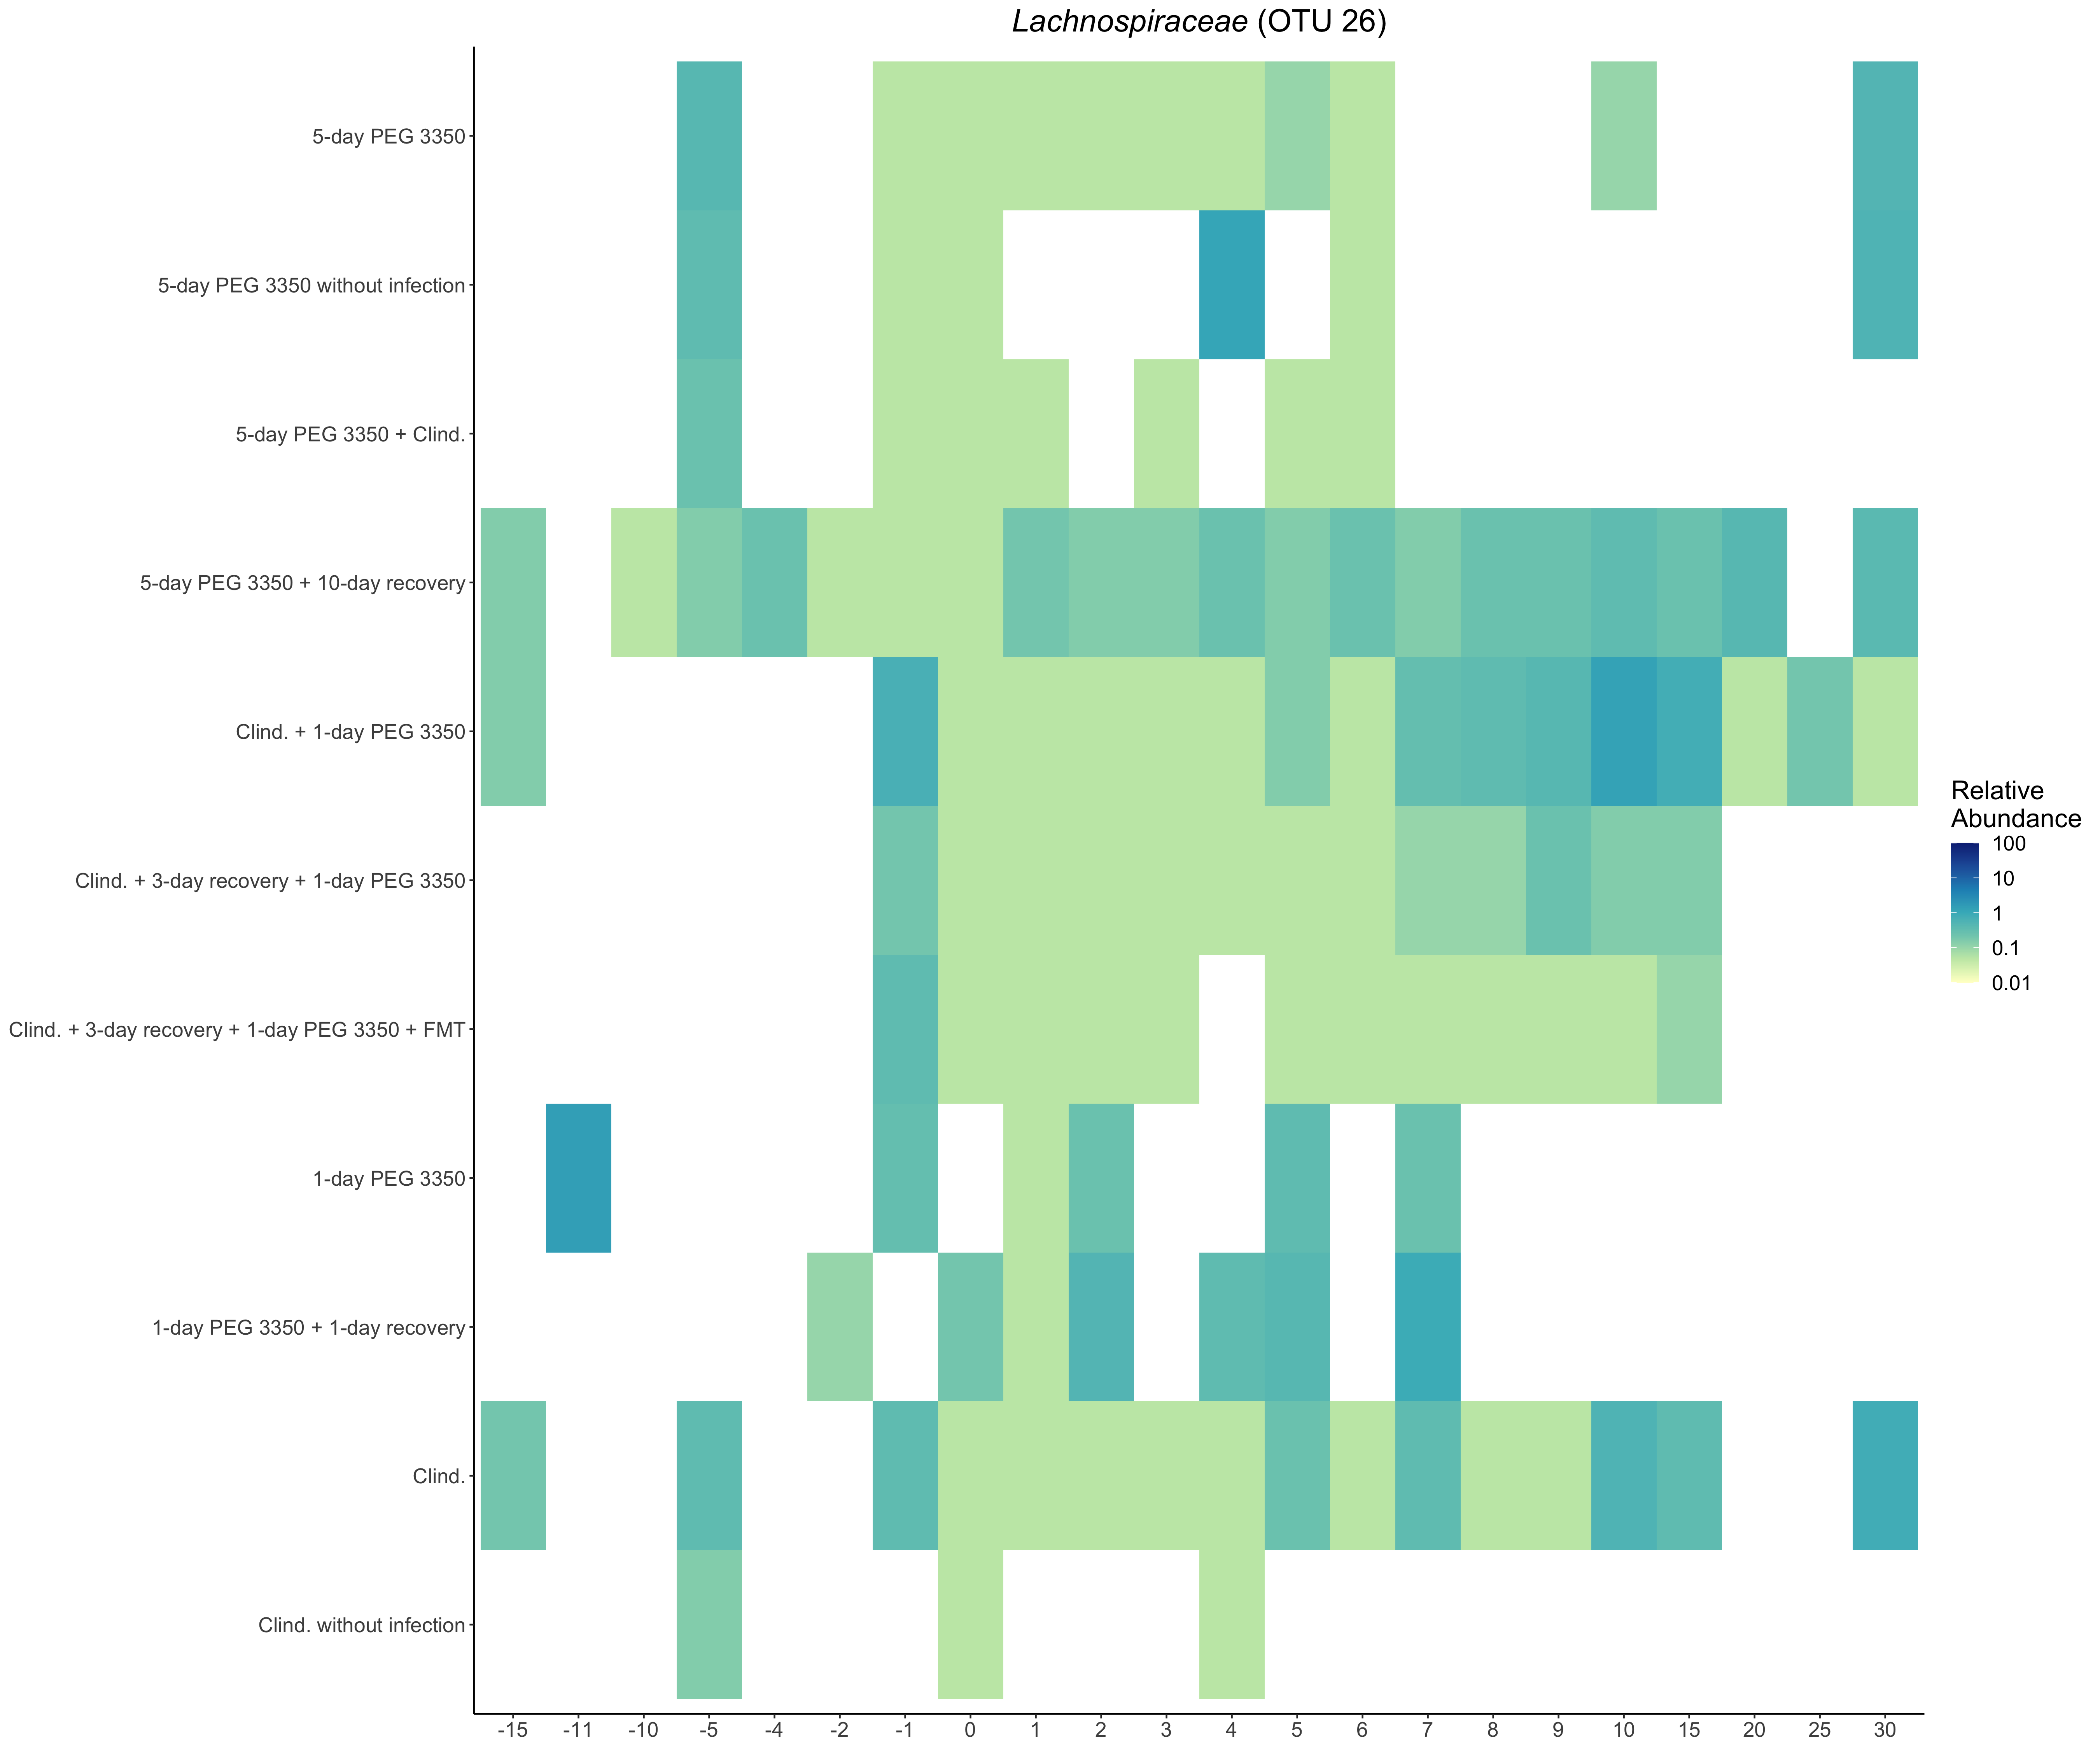 Lachnospiraceae (OTU 26)
5-day PEG 3350
5-day PEG 3350 without infection
5-day PEG 3350 + Clind.
5-day PEG 3350 + 10-day recovery
Clind. + 1-day PEG 3350
Clind. + 3-day recovery + 1-day PEG 3350
Clind. + 3-day recovery + 1-day PEG 3350 + FMT
1-day PEG 3350
1-day PEG 3350 + 1-day recovery
Clind.
Clind. without infection
-15 -11 -10 -5 -4 -2 -1 0 1 2 3 4 5 6 7 8 9 10 15 20 25 30
Relative
Abundance
100
10
1
0.1
0.01